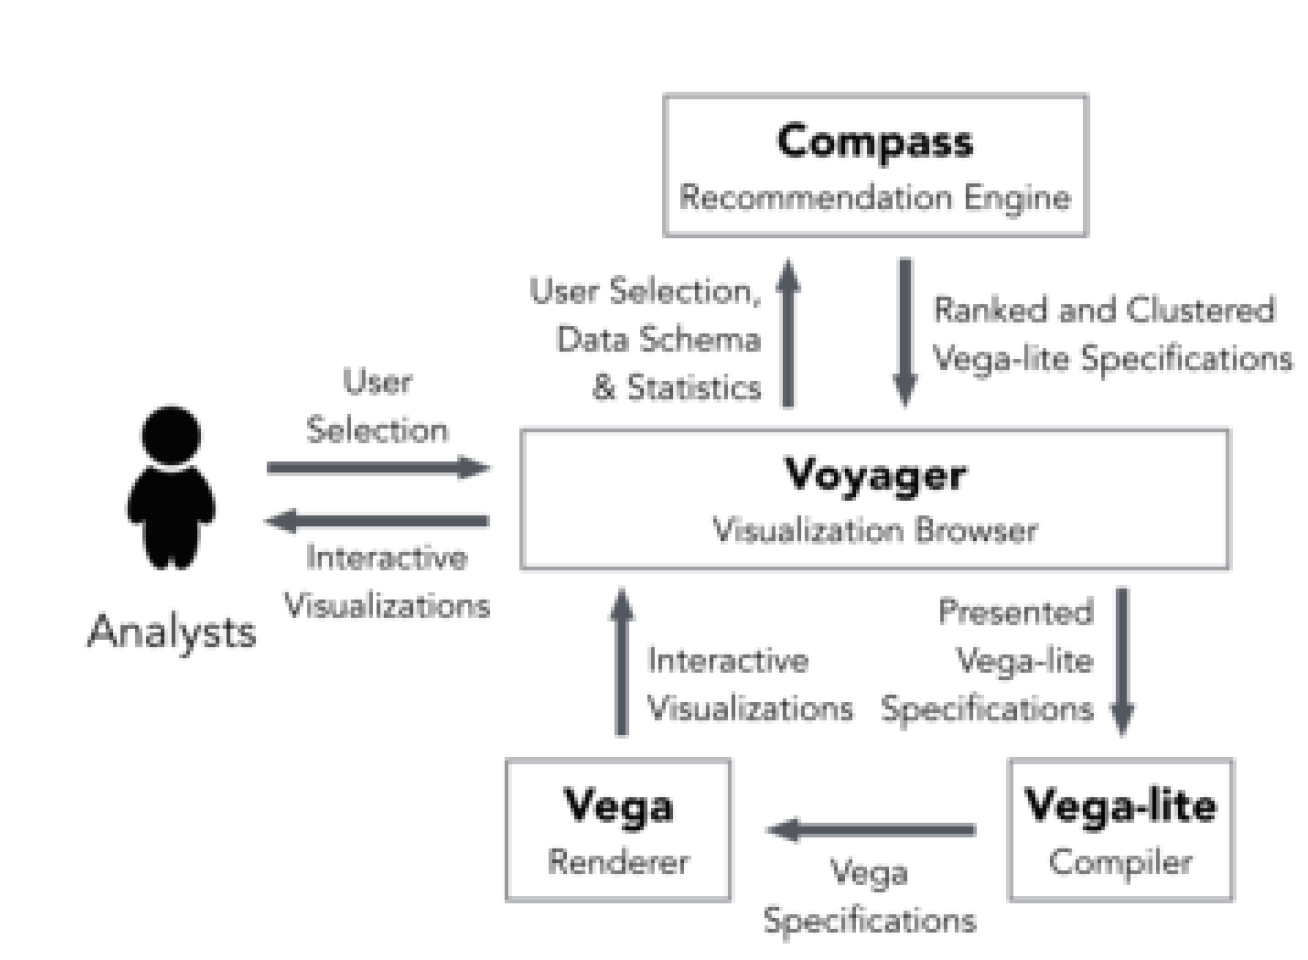 Compass
Recommendation Engine
User Selection,
Data Schema
& Statistics
Ranked and Clustered
Vega-lite Specifications
User
Selection
Interactive
Visualizations
Analysts
Voyager
Visualization Browser
Interactive
Visualizations
Presented
Vega-lite
Specifications
Vega
Renderer
Vega
Specifications
Vega-lite
Compiler